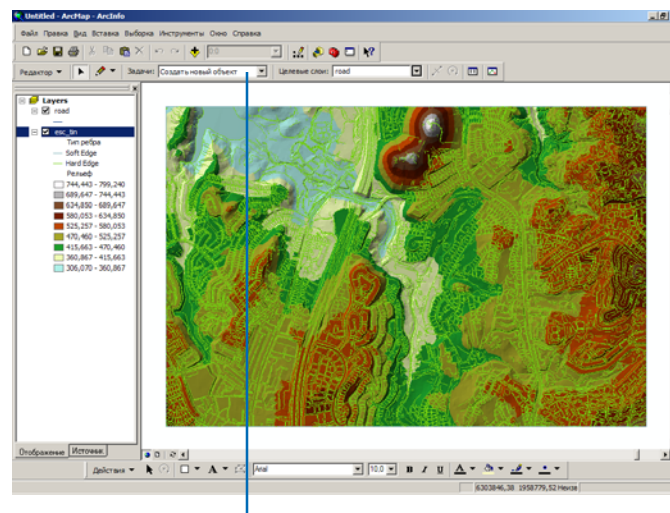 Untitled - ArcMap - ArcInfo
Файл Правка Вид Вставка Выборка Инструменты Окно Справка
Редактор Задачи: Создать новый объект Целевые слои: road
Layers
road
esc_tin
Тип ребра
Soft Edge
Hard Edge
Рельеф
744,443 - 799,240
689,647 - 744,443
634,850 - 689,647
580,053 - 634,850
525,257 - 580,053
470,460 - 525,257
415,663 - 470,460
360,867 - 415,663
306,070 - 360,867
Отображение Источник
Действия A Arial 10.0 B I U A
6303846,38 1958779,52 Неизв